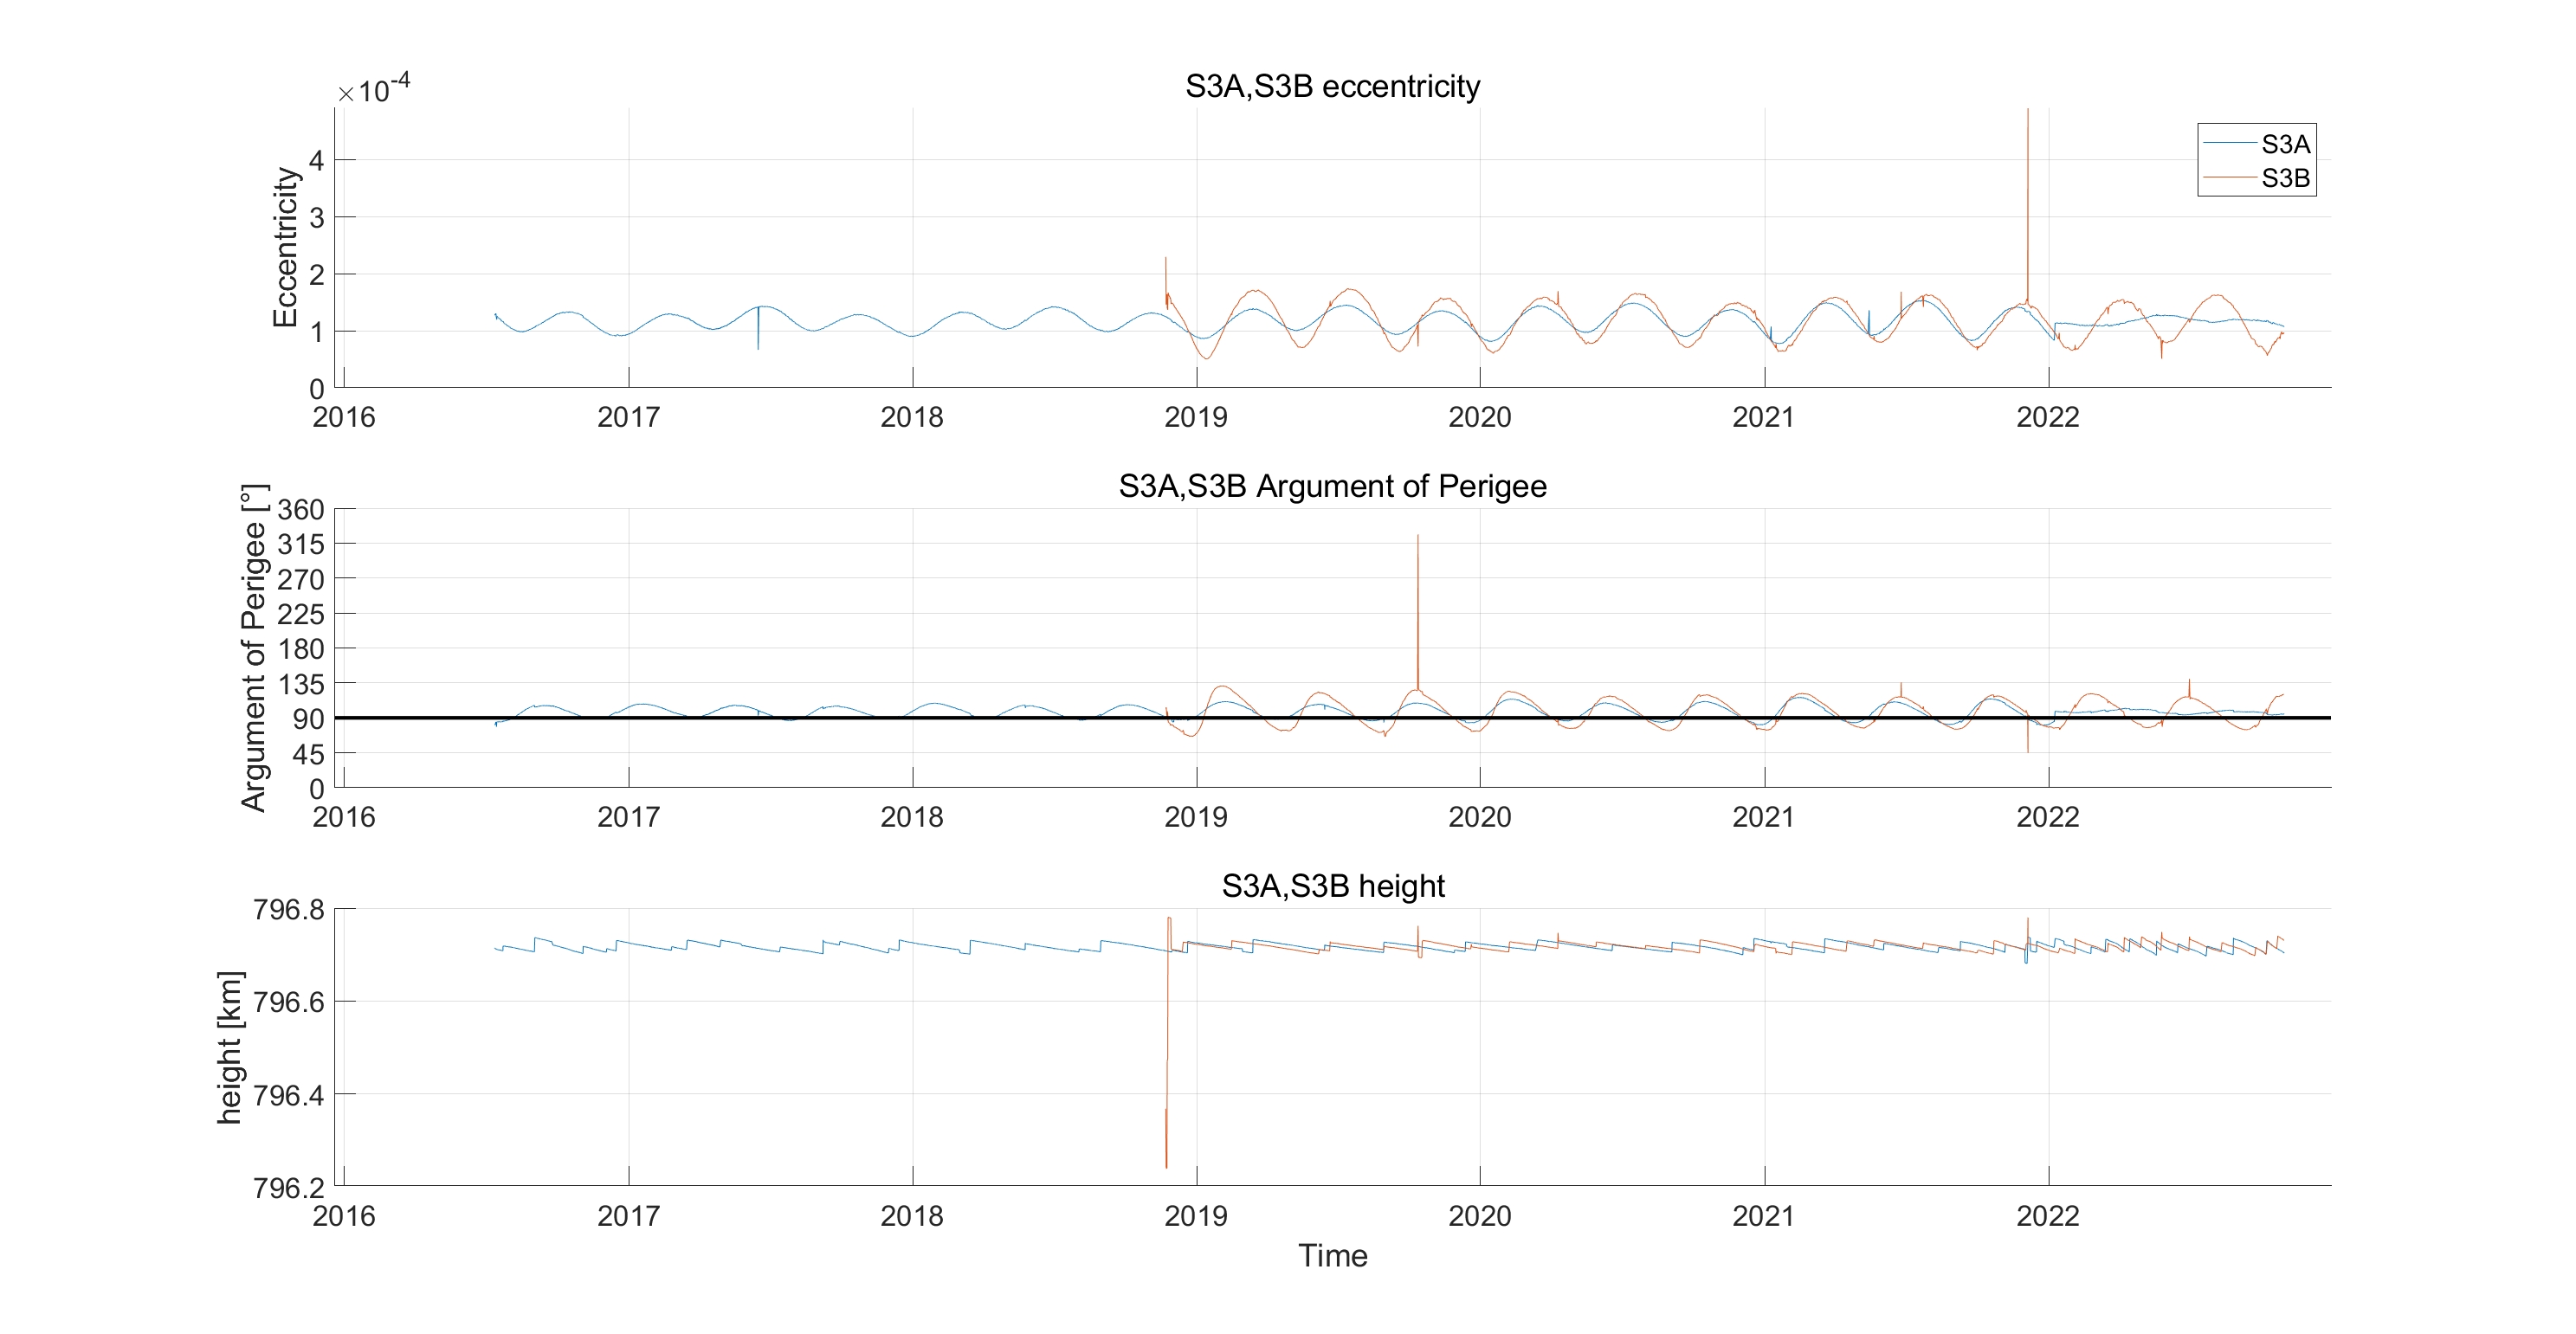 S3A,S3B eccentricity
×10-4
Eccentricity
4
3
2
1
0
2016 2017 2018 2019 2020 2021 2022
S3A
S3B
S3A,S3B Argument of Perigee
Argument of Perigee [°]
360
315
270
225
180
135
90
45
0
2016 2017 2018 2019 2020 2021 2022
S3A,S3B height
height [km]
796.8
796.6
796.4
796.2
2016 2017 2018 2019 2020 2021 2022
Time